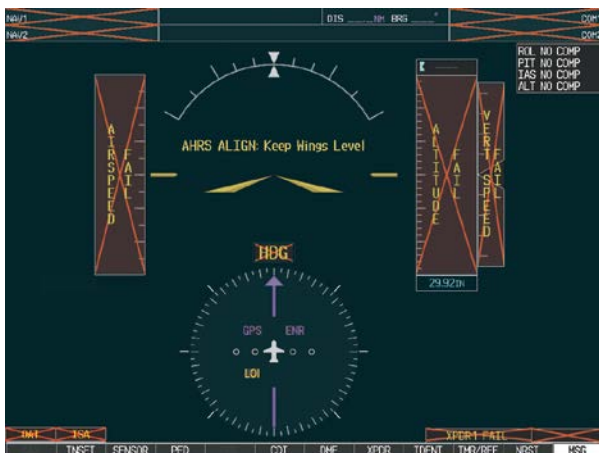 NAV1
NAV2
DIS ____NM BRG ____°
COM1
COM2
ROL NO COMP
PIT NO COMP
IAS NO COMP
ALT NO COMP
AIRSPEED FAIL
AHRS ALIGN: Keep Wings Level
ALTITUDE FAIL
VERT SPEED FAIL
29.92IN
HDG
GPS ENR
LOI
OAT ISA
XPDR1 FAIL
INSET SENSOR PFD CDI DME XPDR IDENT TMR/REF NRST MSG